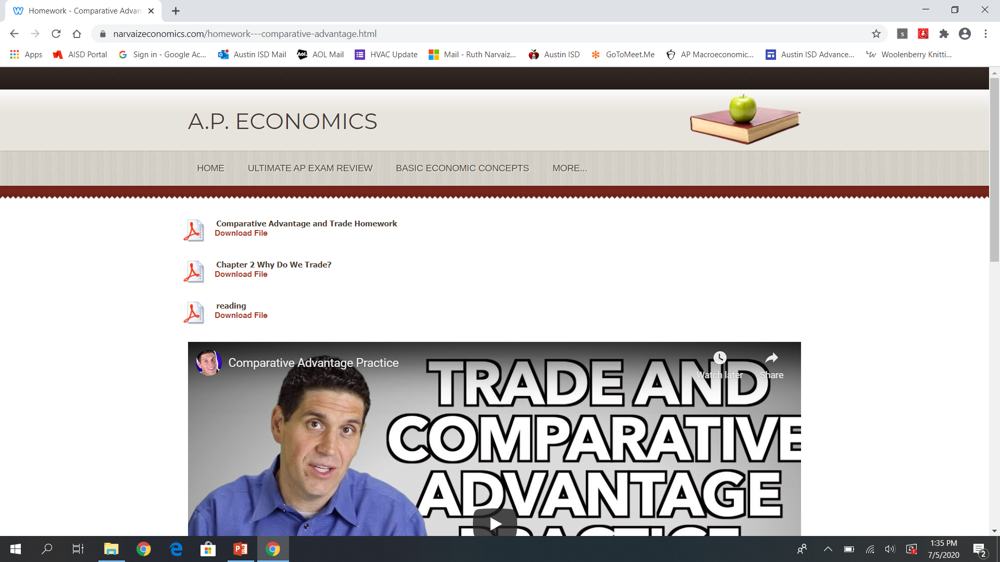 Homework - Comparative Advan
narvaizeconomics.com/homework---comparative-advantage.html
S
Apps
AISD Portal
Sign in - Google Ac...
Austin ISD Mail
Aol.
AOL Mail
HVAC Update
Mail - Ruth Narvaiz...
Austin ISD
GoToMeet.Me
AP Macroeconomic...
Austin ISD Advance...
Woolenberry Knitti...
A.P. ECONOMICS
HOME
ULTIMATE AP EXAM REVIEW
BASIC ECONOMIC CONCEPTS
MORE...
Comparative Advantage and Trade Homework
Download File
Chapter 2 Why Do We Trade?
Download File
reading
Download File
Comparative Advantage Practice
Watch later
Share
TRADE AND
COMPARATIVE
ADVANTAGE
PRACTICE
1:35 PM
7/5/2020
2